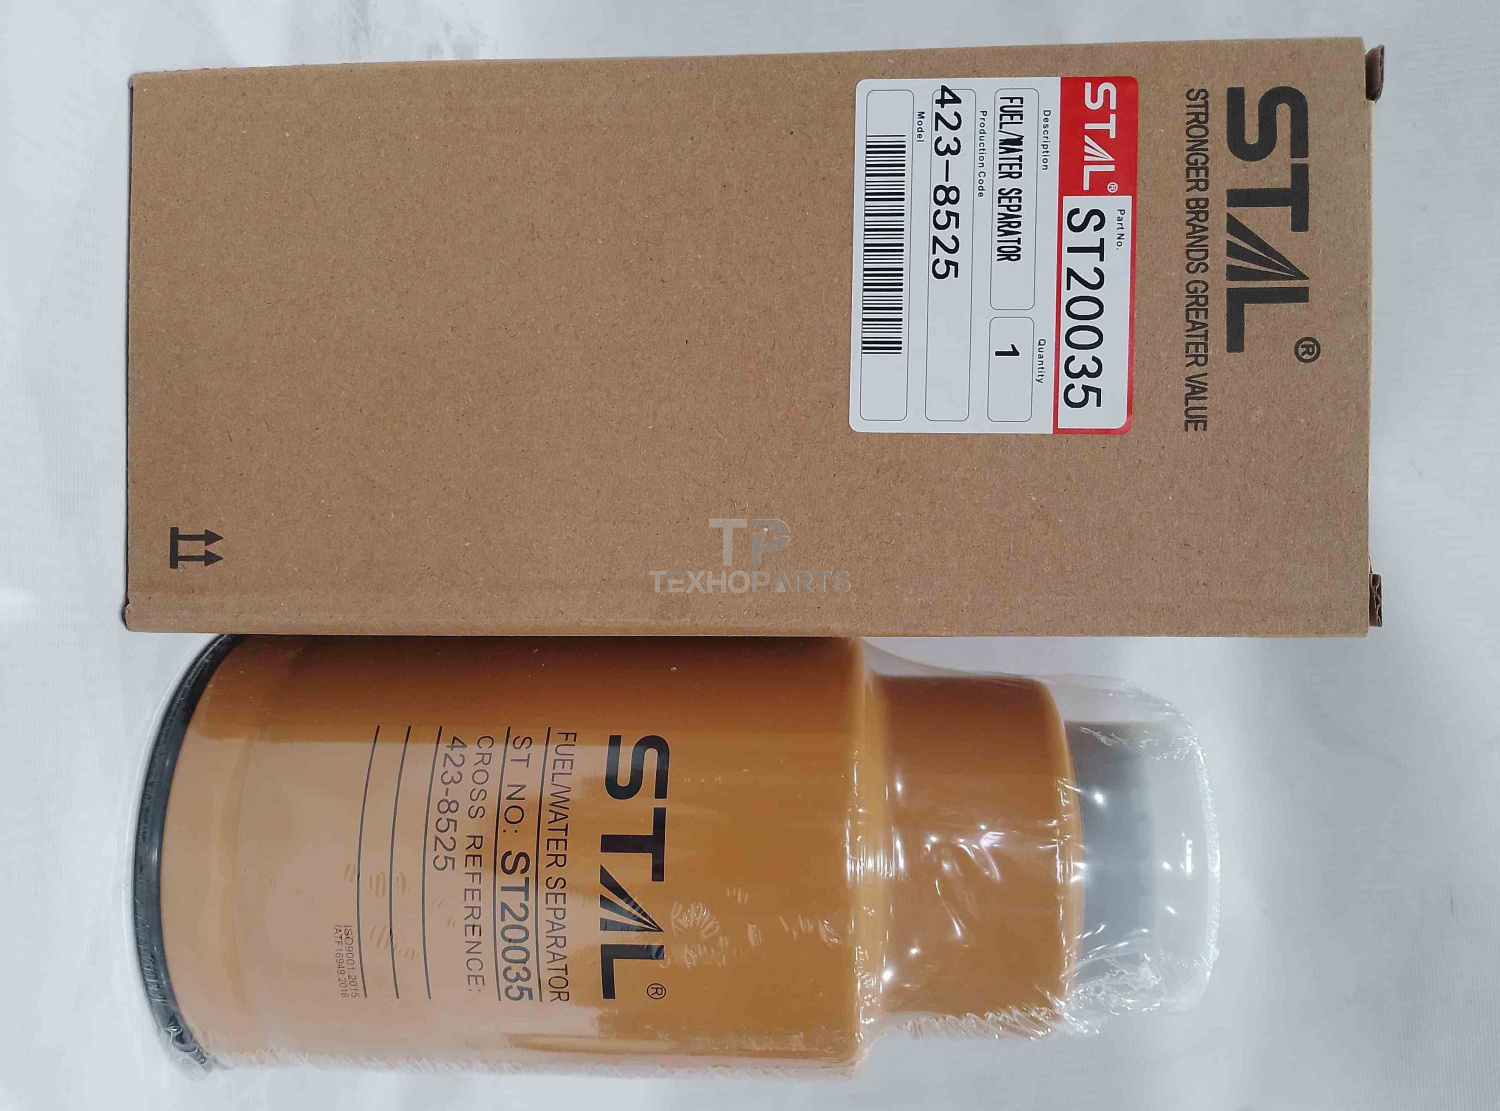 STAL®
STRONGER BRANDS GREATER VALUE
STAL®
Part No.
ST20035
Description
FUEL/WATER SEPARATOR
Quantity
1
Production Code
423-8525
Model
TP
TEXHOPARTS
STAL®
FUEL/WATER SEPARATOR
ST NO: ST20035
CROSS REFERENCE:
423-8525
ISO9001:2015
IATF16949:2016